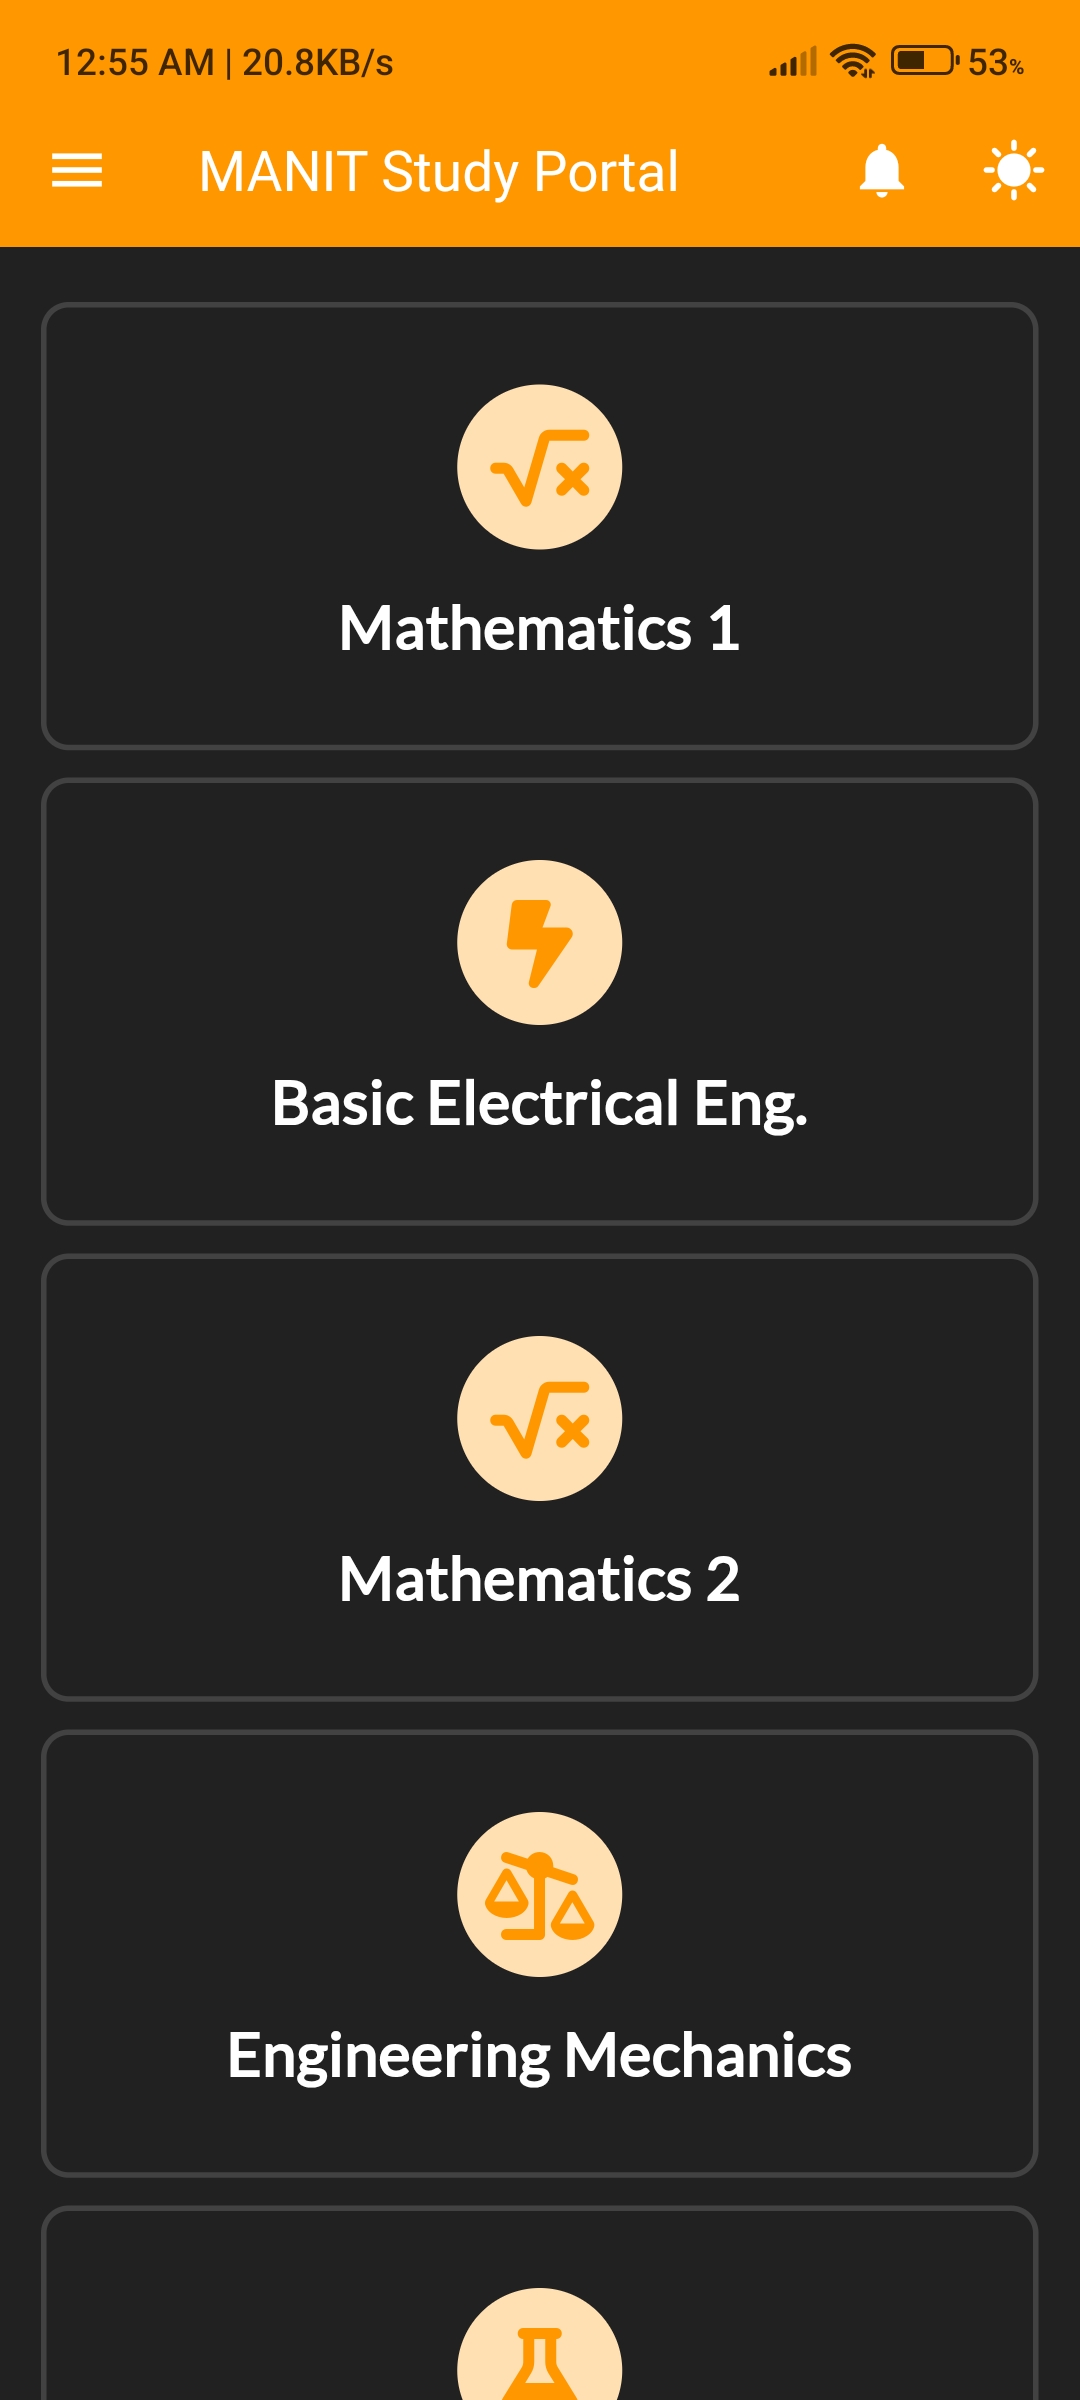 12:55 AM | 20.8KB/s 53%
MANIT Study Portal
Mathematics 1
Basic Electrical Eng.
Mathematics 2
Engineering Mechanics